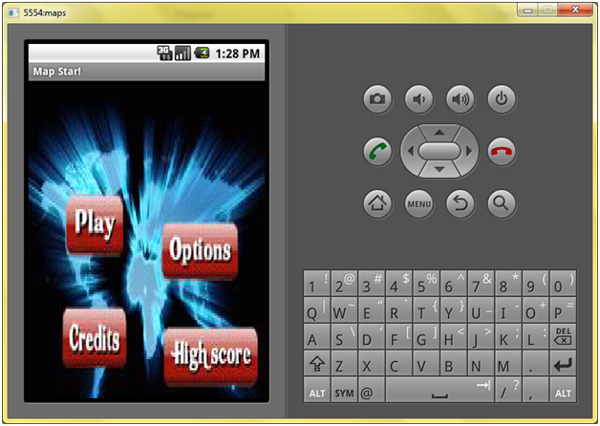 5554:maps
3G
1:28 PM
Map Star!
Play
Options
Credits
High score
MENU
1 ! 2 @ 3 # 4 $ 5 % 6 ^ 7 & 8 * 9 ( 0 )
Q | W ~ E " R ` T { Y } U _ I - O + P =
A S \ D ' F [ G ] H < J > K ; L : DEL
Z X C V B N M .
ALT SYM @ / ? , ALT